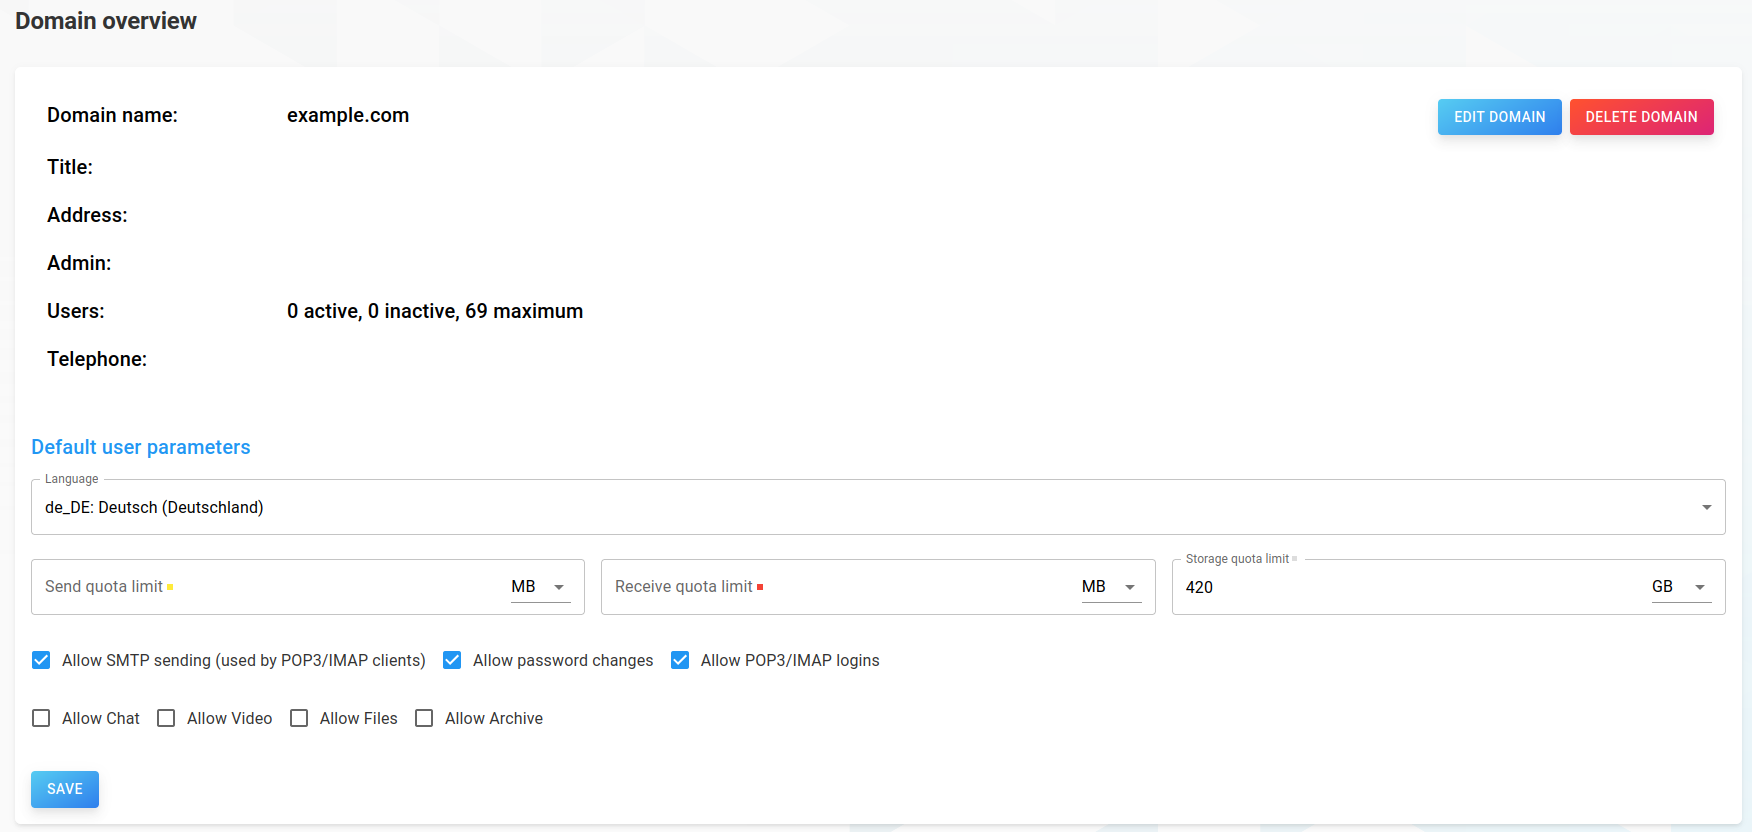 Domain overview
Domain name: example.com
EDIT DOMAIN DELETE DOMAIN
Title:
Address:
Admin:
Users: 0 active, 0 inactive, 69 maximum
Telephone:
Default user parameters
Language
de_DE: Deutsch (Deutschland)
Send quota limit MB
Receive quota limit MB
Storage quota limit
420 GB
Allow SMTP sending (used by POP3/IMAP clients) Allow password changes Allow POP3/IMAP logins
Allow Chat Allow Video Allow Files Allow Archive
SAVE